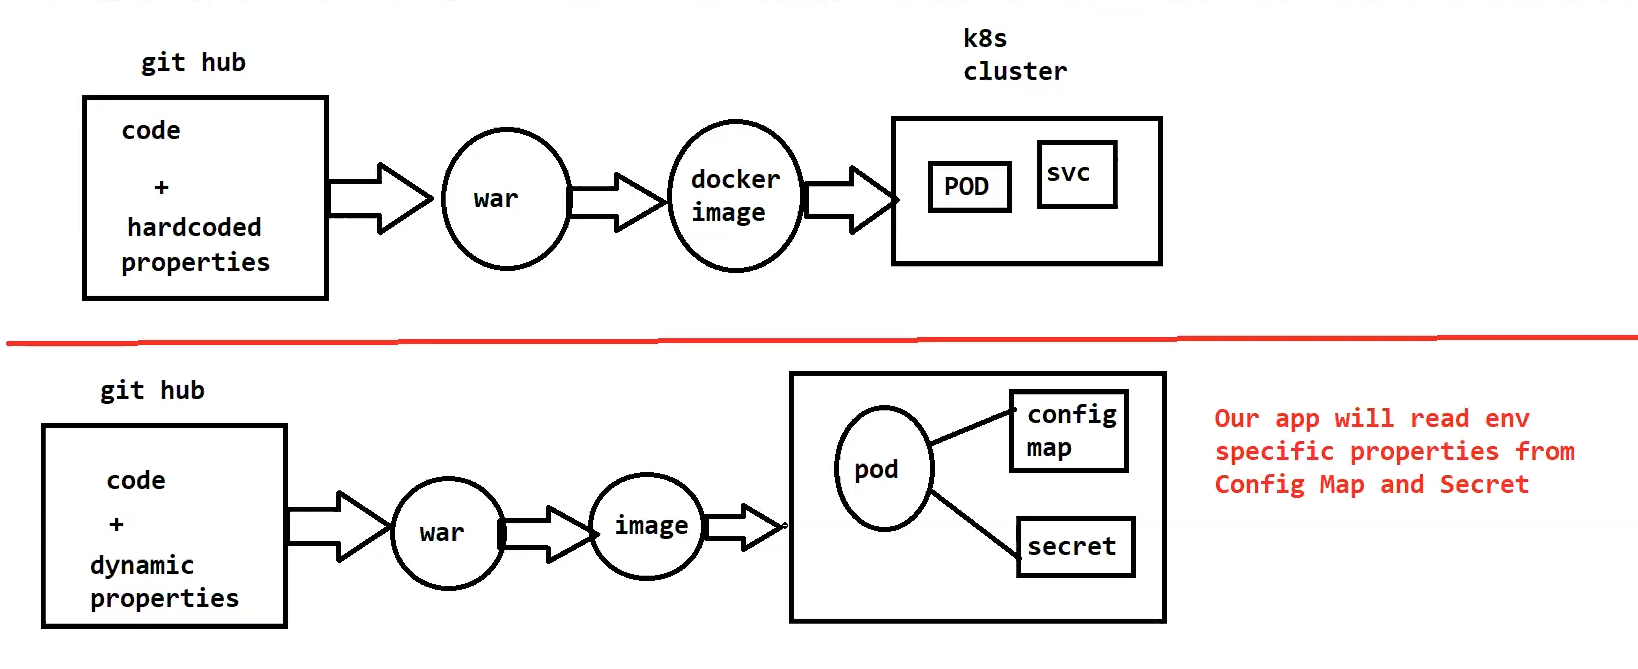 git hub
code
+
hardcoded
properties
war
docker
image
k8s
cluster
POD
svc
git hub
code
+
dynamic
properties
war
image
pod
config
map
secret
Our app will read env
specific properties from
Config Map and Secret